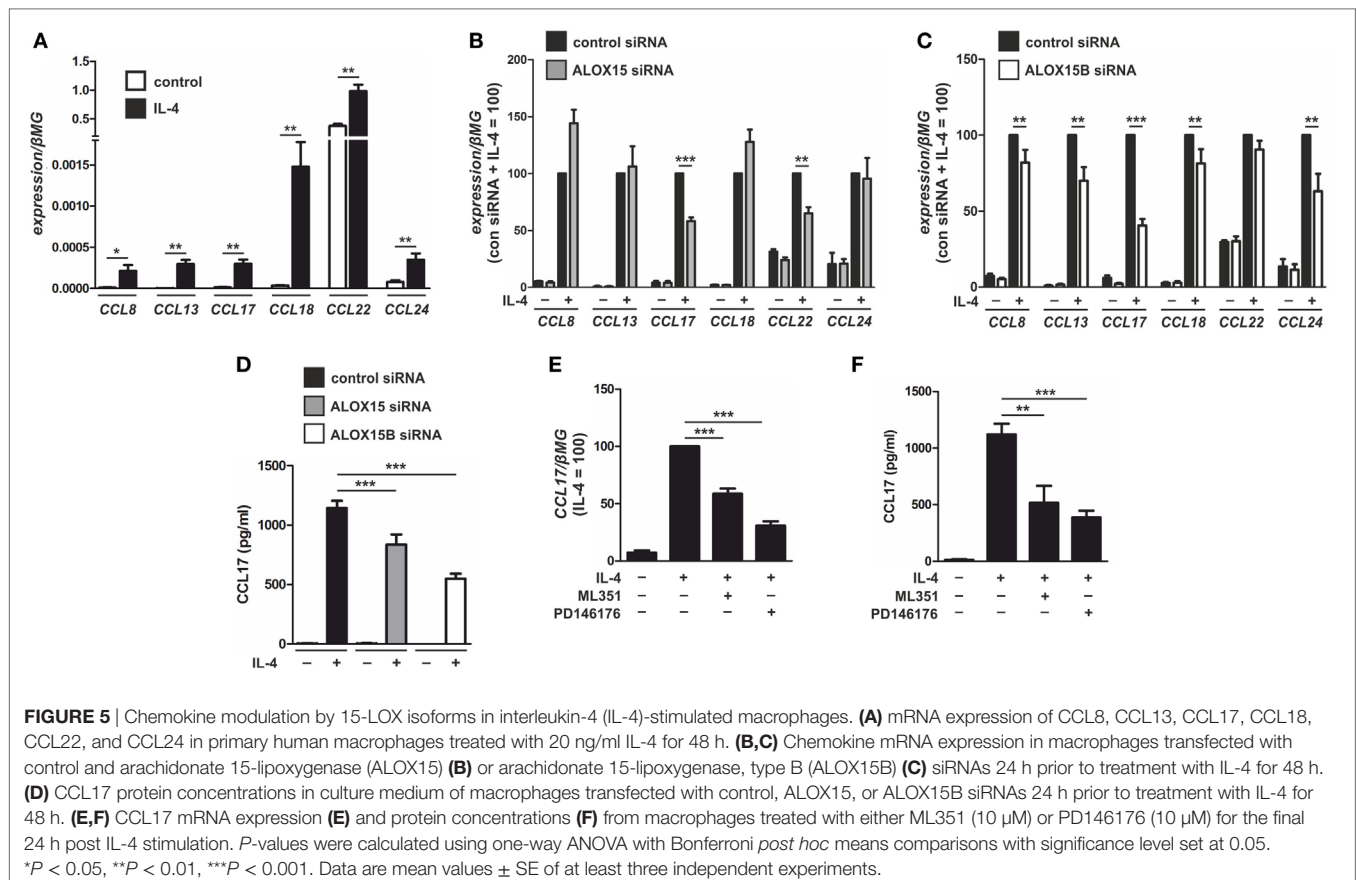 A
control
IL-4
expression/βMG
1.5
1.0
0.5
0.0015
0.0010
0.0005
0.0000
* ** ** ** ** **
CCL8 CCL13 CCL17 CCL18 CCL22 CCL24
B
control siRNA
ALOX15 siRNA
expression/βMG
(con siRNA + IL-4 = 100)
200
150
100
50
0
*** **
IL-4 – + – + – + – + – + – +
CCL8 CCL13 CCL17 CCL18 CCL22 CCL24
C
control siRNA
ALOX15B siRNA
expression/βMG
(con siRNA + IL-4 = 100)
150
100
50
0
** ** *** ** **
IL-4 – + – + – + – + – + – +
CCL8 CCL13 CCL17 CCL18 CCL22 CCL24
D
control siRNA
ALOX15 siRNA
ALOX15B siRNA
CCL17 (pg/ml)
1500
1000
500
0
***
***
IL-4 – + – + – +
E
CCL17/βMG
(IL-4 = 100)
150
100
50
0
***
***
IL-4 – + + +
ML351 – – + –
PD146176 – – – +
F
CCL17 (pg/ml)
1500
1000
500
0
***
**
IL-4 – + + +
ML351 – – + –
PD146176 – – – +
FIGURE 5 | Chemokine modulation by 15-LOX isoforms in interleukin-4 (IL-4)-stimulated macrophages. (A) mRNA expression of CCL8, CCL13, CCL17, CCL18,
CCL22, and CCL24 in primary human macrophages treated with 20 ng/ml IL-4 for 48 h. (B,C) Chemokine mRNA expression in macrophages transfected with
control and arachidonate 15-lipoxygenase (ALOX15) (B) or arachidonate 15-lipoxygenase, type B (ALOX15B) (C) siRNAs 24 h prior to treatment with IL-4 for 48 h.
(D) CCL17 protein concentrations in culture medium of macrophages transfected with control, ALOX15, or ALOX15B siRNAs 24 h prior to treatment with IL-4 for
48 h. (E,F) CCL17 mRNA expression (E) and protein concentrations (F) from macrophages treated with either ML351 (10 µM) or PD146176 (10 µM) for the final
24 h post IL-4 stimulation. P-values were calculated using one-way ANOVA with Bonferroni post hoc means comparisons with significance level set at 0.05.
*P < 0.05, **P < 0.01, ***P < 0.001. Data are mean values ± SE of at least three independent experiments.